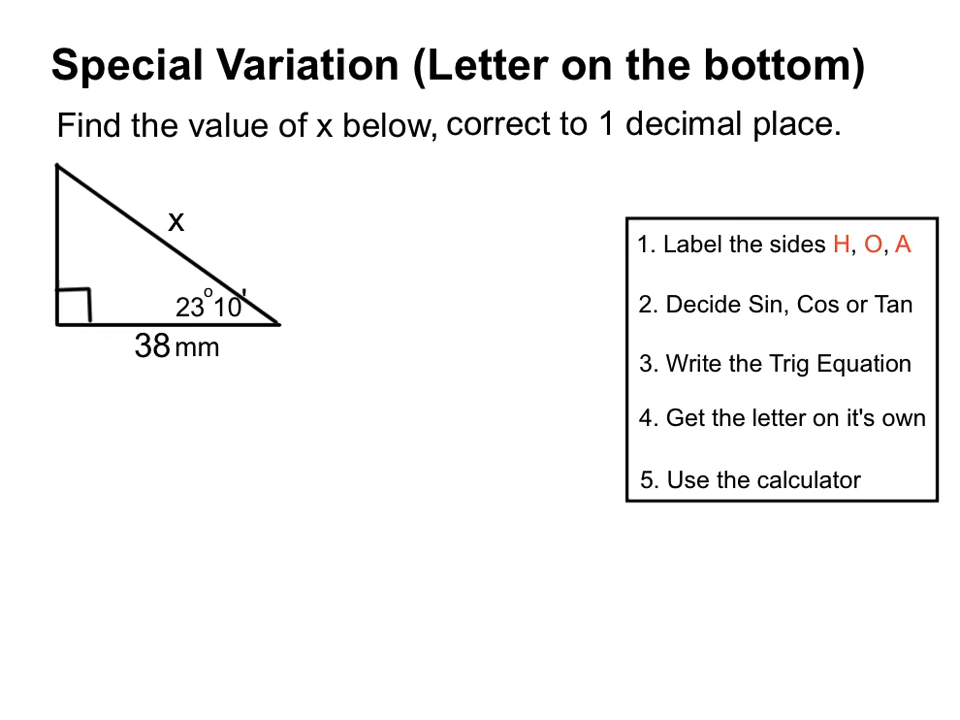 Special Variation (Letter on the bottom)
Find the value of x below, correct to 1 decimal place.
x
23°10'
38 mm
1. Label the sides H, O, A
2. Decide Sin, Cos or Tan
3. Write the Trig Equation
4. Get the letter on it's own
5. Use the calculator